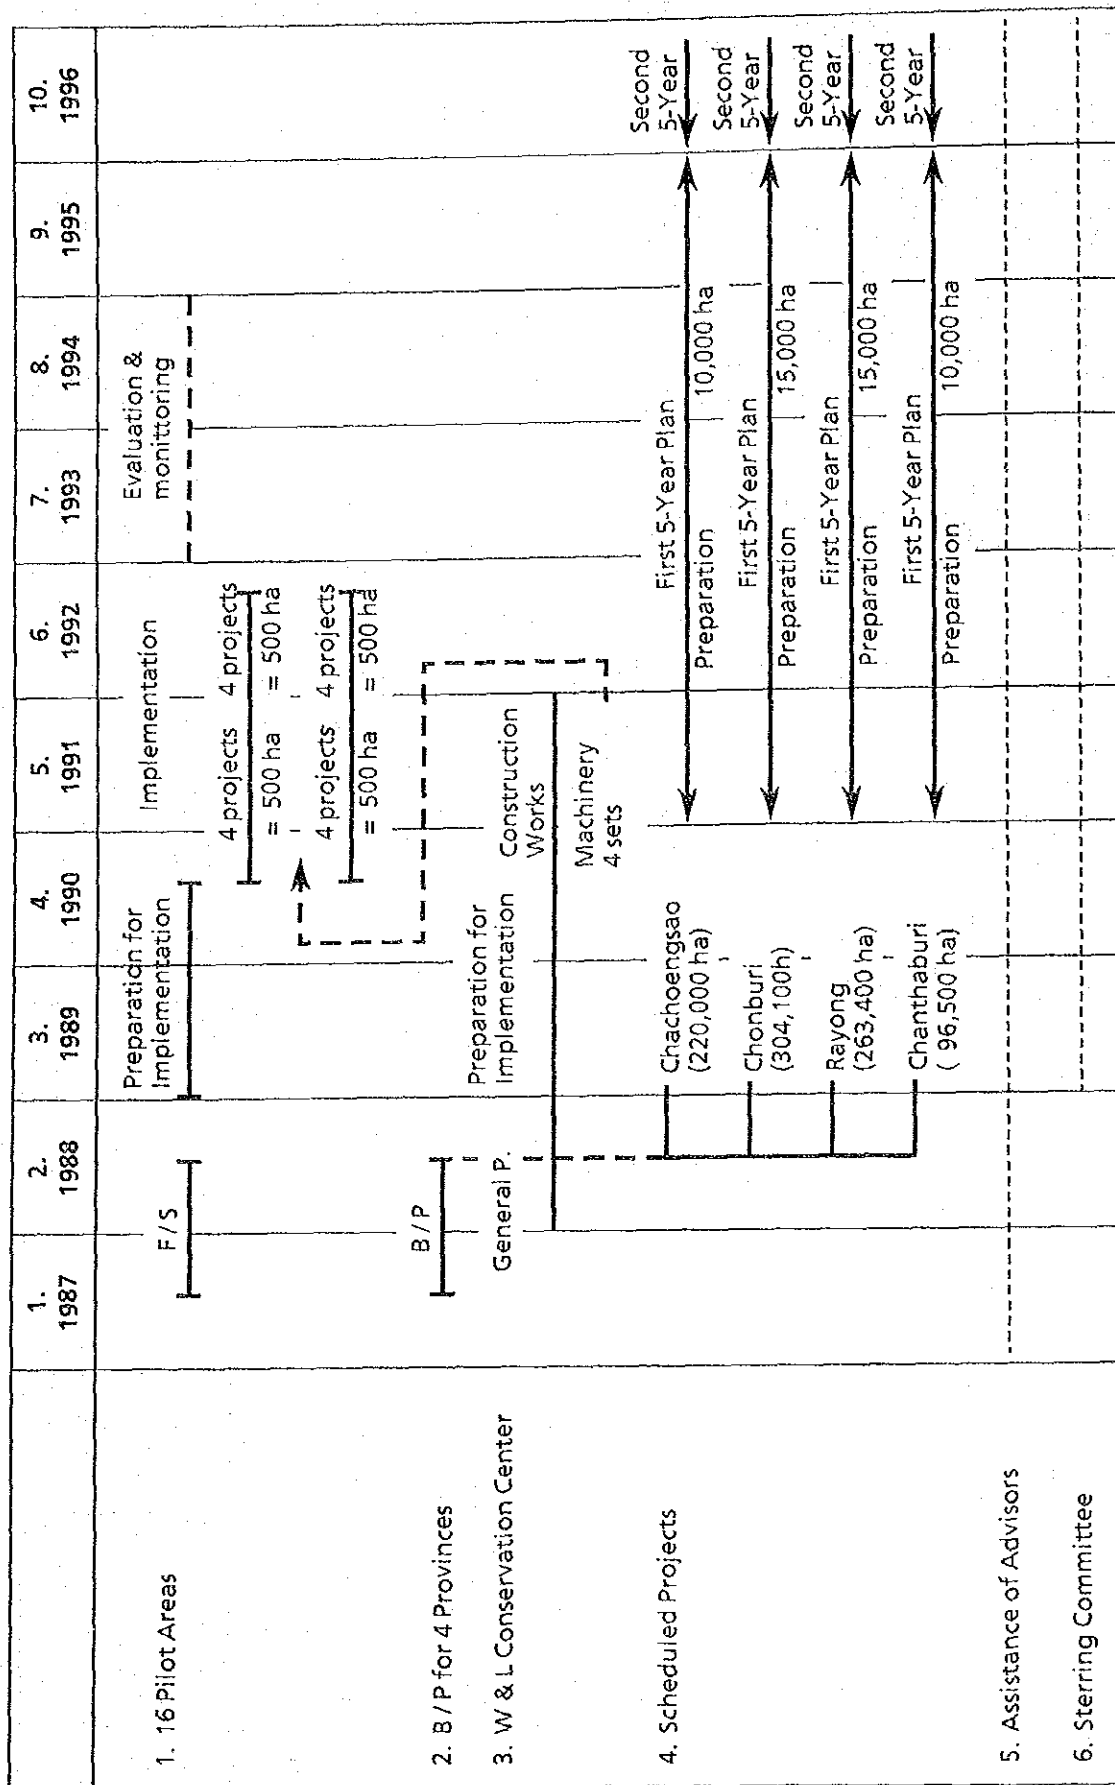 1. 2. 3. 4. 5. 6. 7. 8. 9. 10.
1987 1988 1989 1990 1991 1992 1993 1994 1995 1996
1. 16 Pilot Areas
F / S
Preparation for
Implementation
Implementation
Evaluation &
monittoring
4 projects 4 projects
= 500 ha = 500 ha
4 projects 4 projects
= 500 ha = 500 ha
2. B / P for 4 Provinces
B / P
3. W & L Conservation Center
General P.
Preparation for
Implementation
Construction
Works
Machinery
4 sets
4. Scheduled Projects
Chachoengsao
(220,000 ha)
First 5-Year Plan
Preparation 10,000 ha
Second
5-Year
Chonburi
(304,100h)
First 5-Year Plan
Preparation 15,000 ha
Second
5-Year
Rayong
(263,400 ha)
First 5-Year Plan
Preparation 15,000 ha
Second
5-Year
Chanthaburi
( 96,500 ha)
First 5-Year Plan
Preparation 10,000 ha
Second
5-Year
5. Assistance of Advisors
6. Sterring Committee